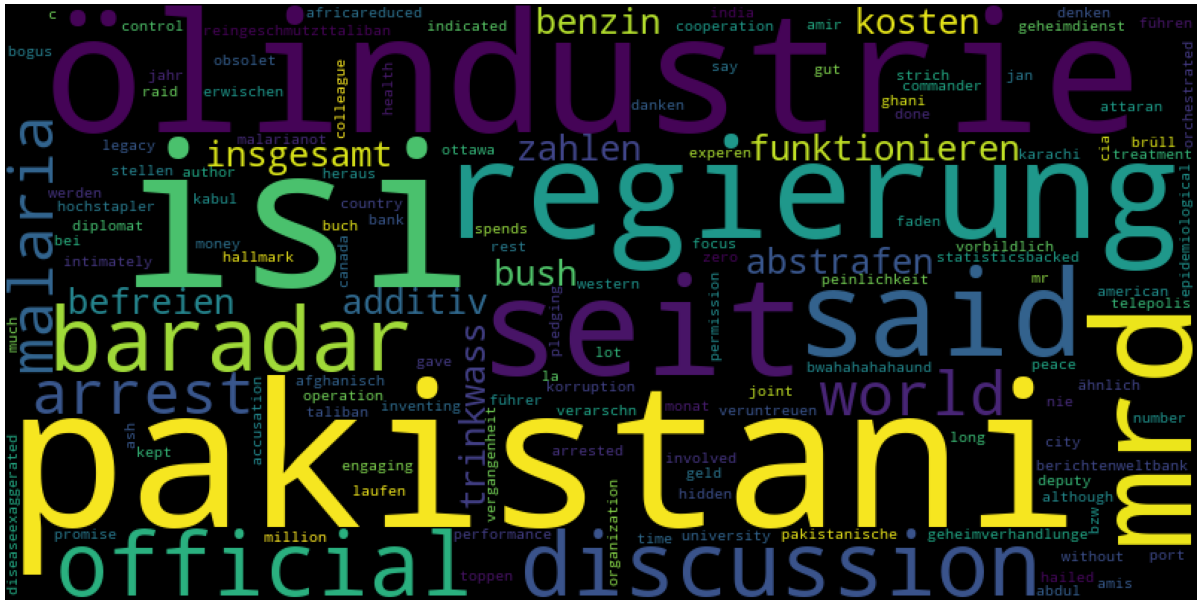 c
control
africareduced
indicated
benzin
cooperation
india
amir
kosten
denken
geheimdienst
führen
reingeschmutzttaliban
bogus
ölindustrie
obsolet
say
gut
jahr
raid
erwischen
health
colleague
strich
commander
jan
ghani
done
danken
attaran
orchestrated
malaria
legacy
malarianot
insgesamt
ottawa
zahlen
experen
funktionieren
karachi
cia
brüll
treatment
stellen
author
heraus
isi
regierung
werden
hochstapler
kabul
country
bank
buch
diplomat
bei
money
hallmark
canada
intimately
spends
rest
focus
zero
faden
vorbildlich
abstrafen
statisticsbacked
epidemiological
bush
western
peinlichkeit
mr
american
telepolis
befreien
additiv
seit
said
pledging
permission
much
baradar
lot
bwahahahahaund
peace
mrd
trinkwass
la
korruption
arrest
afghanisch
operation
taliban
inventing
führer
verarschn
joint
monat
veruntreuen
world
ähnlich
nie
number
accusation
vergangenheit
long
ash
kept
pakistani
engaging
laufen
arrested
involved
geld
hidden
city
berichtenweltbank
deputy
although
organization
bzw
diseaseexaggerated
promise
official
million
performance
toppen
discussion
time
university
pakistanische
geheimverhandlunge
without
port
hailed
abdul
amis